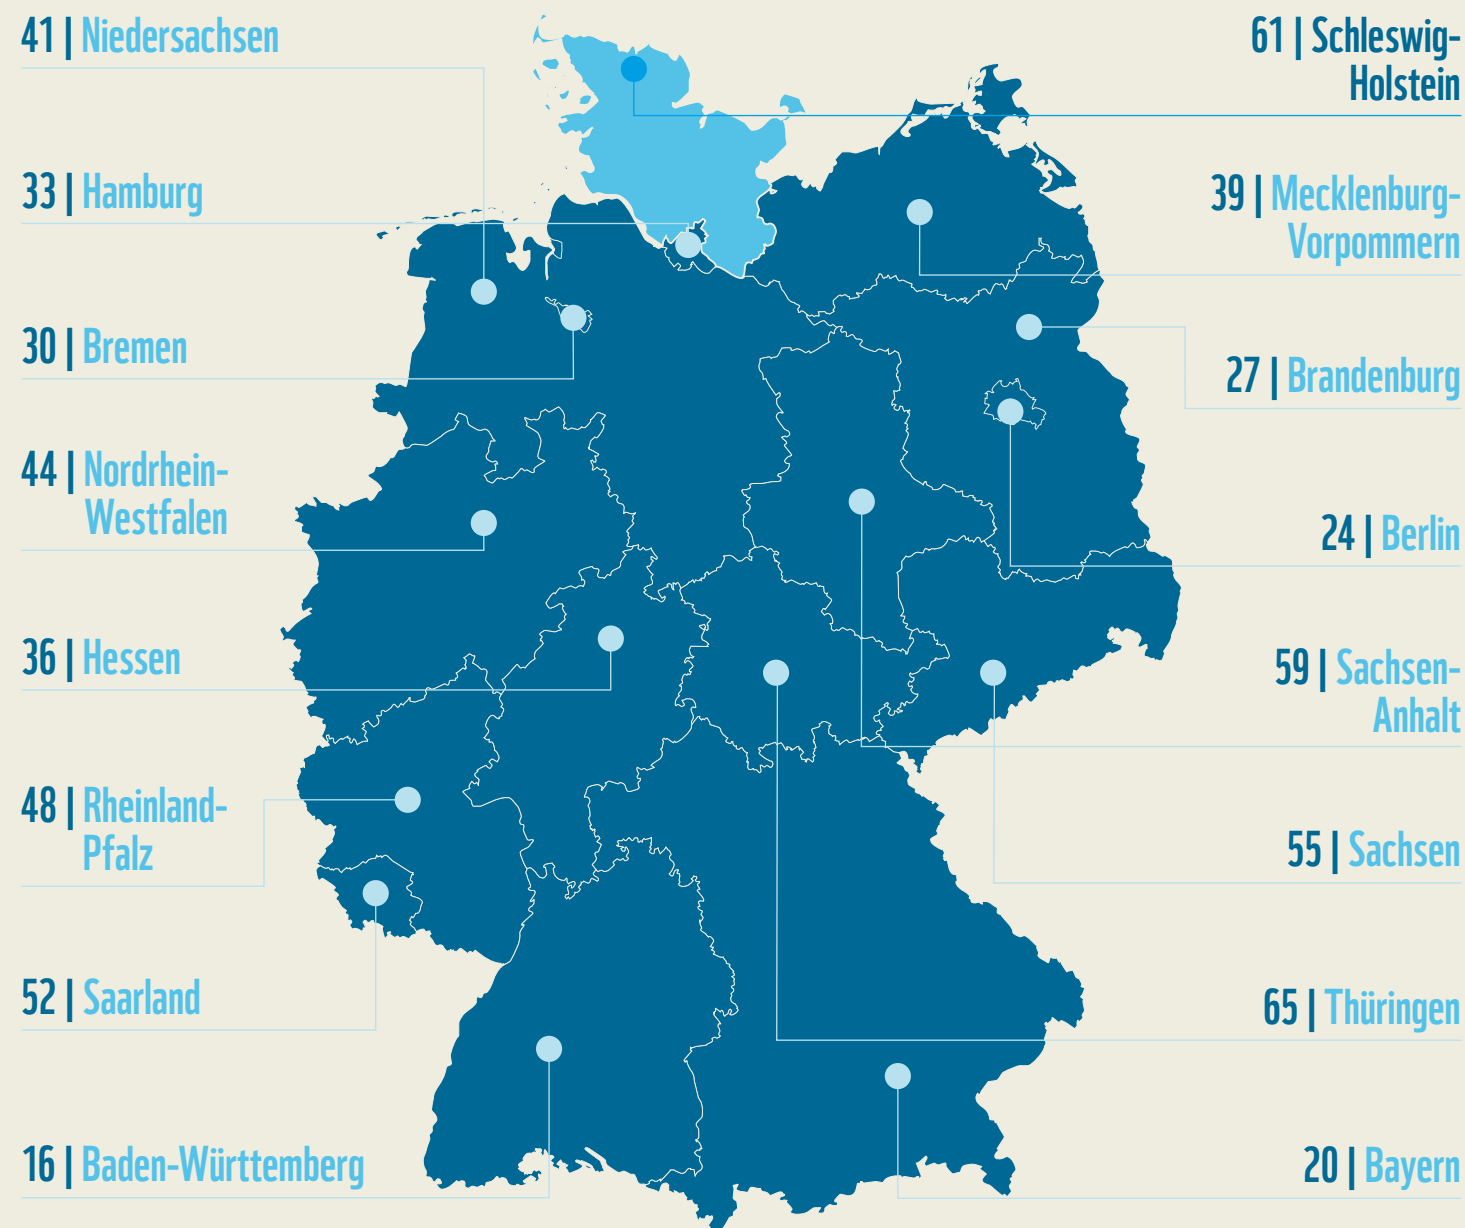 41 | Niedersachsen
33 | Hamburg
30 | Bremen
44 | Nordrhein-
Westfalen
36 | Hessen
48 | Rheinland-
Pfalz
52 | Saarland
16 | Baden-Württemberg
61 | Schleswig-
Holstein
39 | Mecklenburg-
Vorpommern
27 | Brandenburg
24 | Berlin
59 | Sachsen-
Anhalt
55 | Sachsen
65 | Thüringen
20 | Bayern